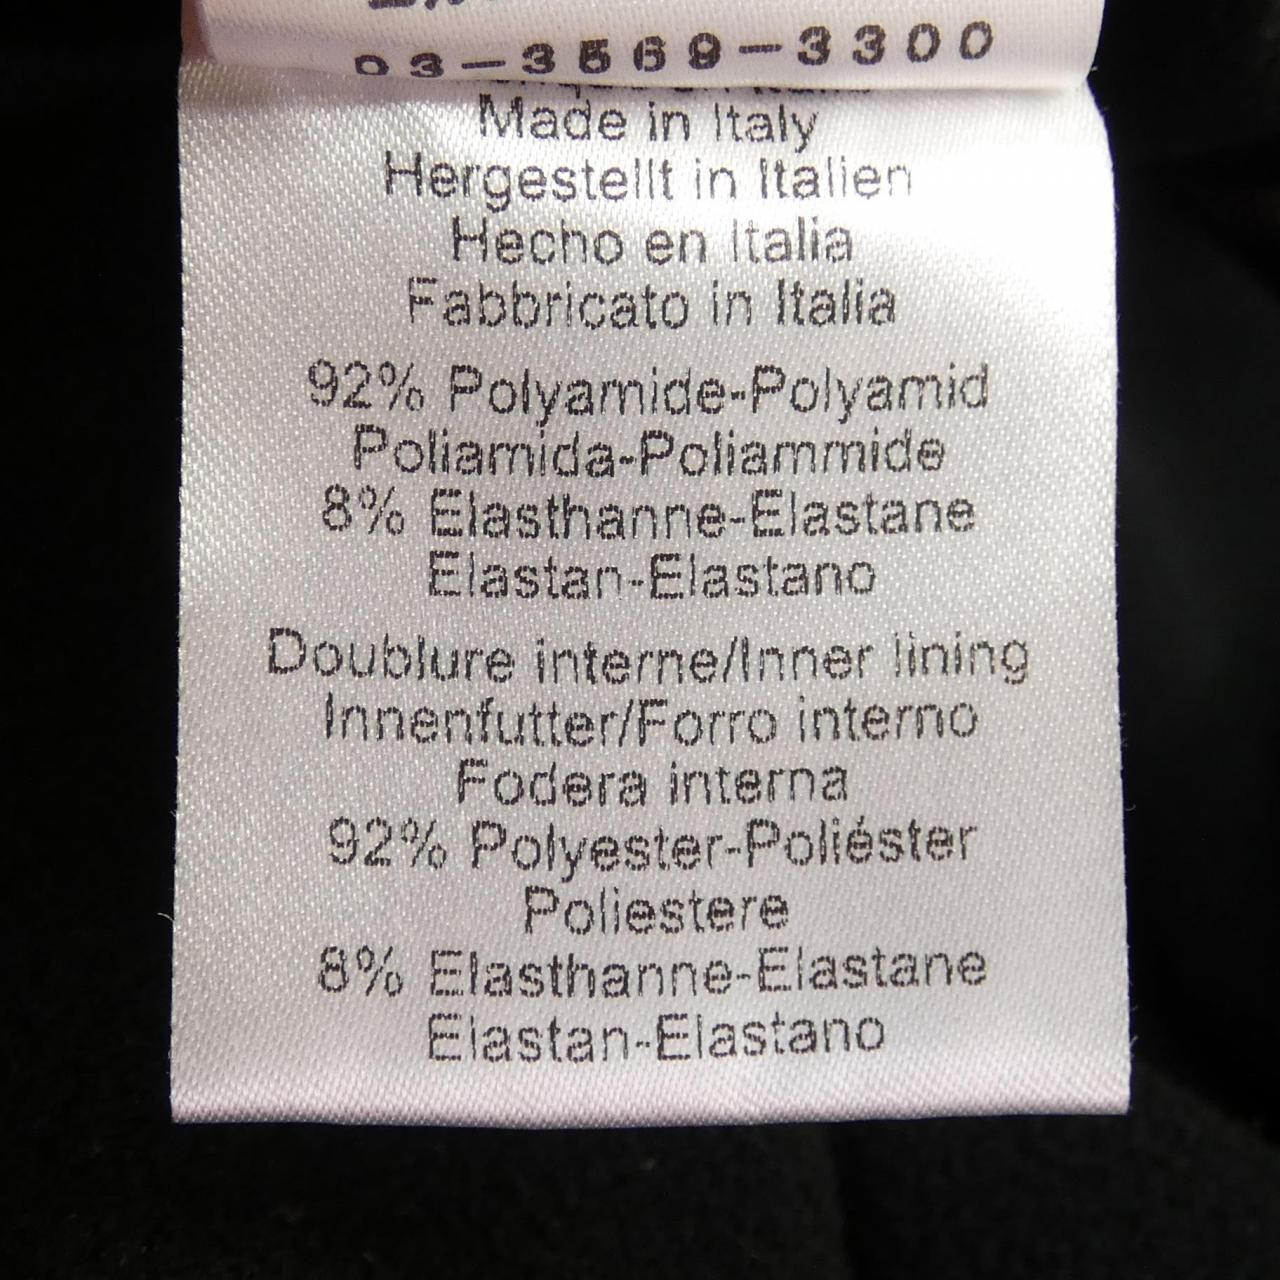 03-3569-3300
Made in Italy
Hergestellt in Italien
Hecho en Italia
Fabbricato in Italia
92% Polyamide-Polyamid
Poliamida-Poliammide
8% Elasthanne-Elastane
Elastan-Elastano
Doublure interne/Inner lining
Innenfutter/Forro interno
Fodera interna
92% Polyester-Poliéster
Poliestere
8% Elasthanne-Elastane
Elastan-Elastano